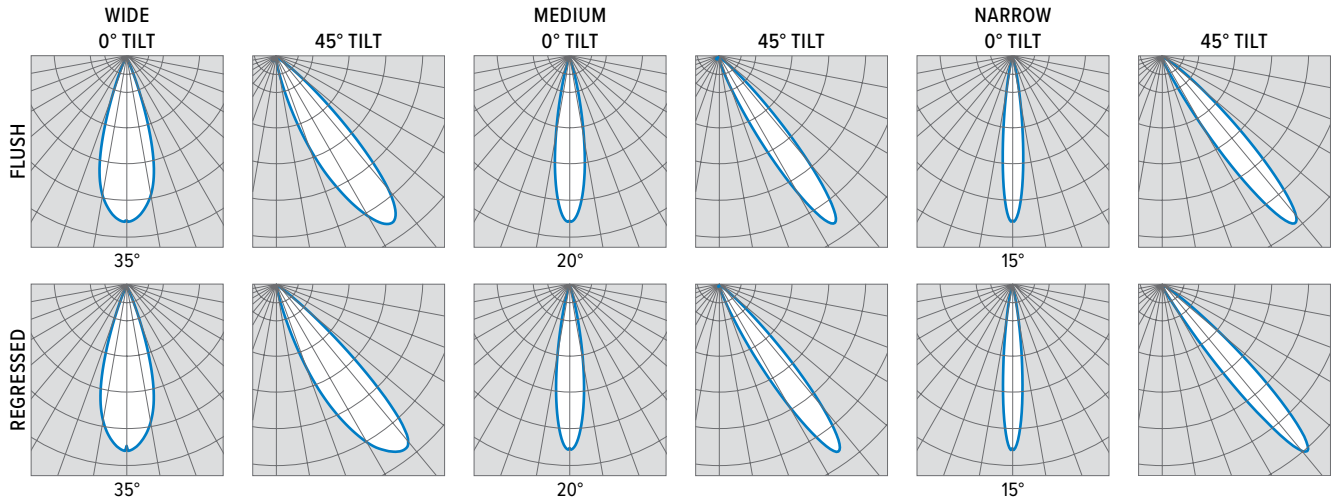 WIDE
MEDIUM
NARROW
0° TILT
45° TILT
0° TILT
45° TILT
0° TILT
45° TILT
FLUSH
35°
20°
15°
REGRESSED
35°
20°
15°